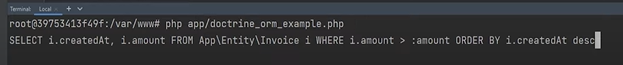 Terminal: Local × + ∨
root@39753413f49f:/var/www# php app/doctrine_orm_example.php
SELECT i.createdAt, i.amount FROM App\Entity\Invoice i WHERE i.amount > :amount ORDER BY i.createdAt desc